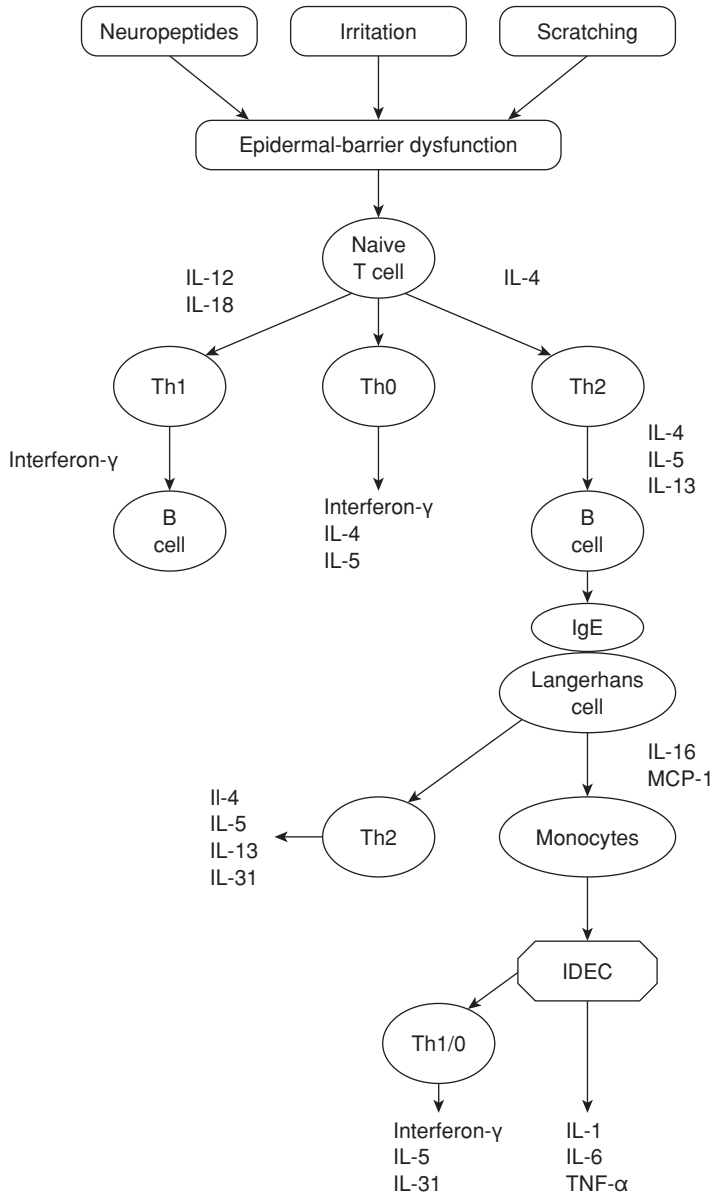 Neuropeptides
Irritation
Scratching
Epidermal-barrier dysfunction
Naive
T cell
IL-12
IL-18
IL-4
Th1
Th0
Th2
Interferon-γ
IL-4
IL-5
IL-13
B
cell
Interferon-γ
IL-4
IL-5
B
cell
IgE
Langerhans
cell
IL-16
MCP-1
Il-4
IL-5
IL-13
IL-31
Th2
Monocytes
IDEC
Th1/0
Interferon-γ
IL-5
IL-31
IL-1
IL-6
TNF-α